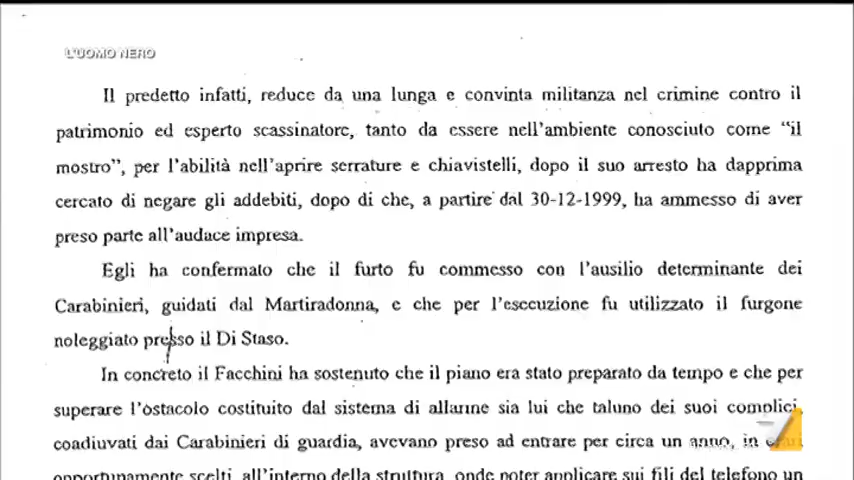 L'UOMO NERO
Il predetto infatti, reduce da una lunga e convinta militanza nel crimine contro il
patrimonio ed esperto scassinatore, tanto da essere nell'ambiente conosciuto come "il
mostro", per l'abilità nell'aprire serrature e chiavistelli, dopo il suo arresto ha dapprima
cercato di negare gli addebiti, dopo di che, a partire dal 30-12-1999, ha ammesso di aver
preso parte all'audace impresa.
Egli ha confermato che il furto fu commesso con l'ausilio determinante dei
Carabinieri, guidati dal Martiradonna, e che per l'esecuzione fu utilizzato il furgone
noleggiato presso il Di Staso.
In concreto il Facchini ha sostenuto che il piano era stato preparato da tempo e che per
superare l'ostacolo costituito dal sistema di allarme sia lui che taluno dei suoi complici,
coadiuvati dai Carabinieri di guardia, avevano preso ad entrare per circa un anno, in
opportunamente scelti, all'interno della struttura, onde poter applicare sui fili del telefono un